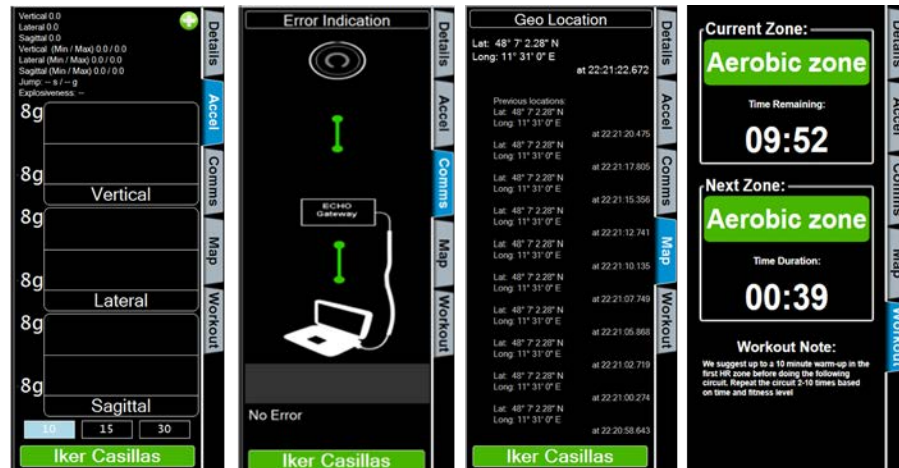 Vertical 0.0
Lateral 0.0
Sagittal 0.0
Vertical (Min / Max) 0.0 / 0.0
Lateral (Min / Max) 0.0 / 0.0
Sagittal (Min / Max) 0.0 / 0.0
Jump: -- s / -- g
Explosiveness: --
8g
8g
Vertical
8g
8g
Lateral
8g
8g
Sagittal
10 15 30
Iker Casillas
Details
Accel
Comms
Map
Workout
Error Indication
ECHO
Gateway
No Error
Iker Casillas
Details
Accel
Comms
Map
Workout
Geo Location
Lat: 48° 7' 2.28" N
Long: 11° 31' 0" E
at 22:21:22.672
Previous locations:
Lat: 48° 7' 2.28" N
Long: 11° 31' 0" E
at 22:21:20.475
Lat: 48° 7' 2.28" N
Long: 11° 31' 0" E
at 22:21:17.805
Lat: 48° 7' 2.28" N
Long: 11° 31' 0" E
at 22:21:15.356
Lat: 48° 7' 2.28" N
Long: 11° 31' 0" E
at 22:21:12.741
Lat: 48° 7' 2.28" N
Long: 11° 31' 0" E
at 22:21:10.135
Lat: 48° 7' 2.28" N
Long: 11° 31' 0" E
at 22:21:07.749
Lat: 48° 7' 2.28" N
Long: 11° 31' 0" E
at 22:21:05.868
Lat: 48° 7' 2.28" N
Long: 11° 31' 0" E
at 22:21:02.719
Lat: 48° 7' 2.28" N
Long: 11° 31' 0" E
at 22:21:00.274
Lat: 48° 7' 2.28" N
Long: 11° 31' 0" E
at 22:20:58.643
Iker Casillas
Details
Accel
Comms
Map
Workout
Current Zone:
Aerobic zone
Time Remaining:
09:52
Next Zone:
Aerobic zone
Time Duration:
00:39
Workout Note:
We suggest up to a 10 minute warm-up in the
first HR zone before doing the following
circuit. Repeat the circuit 2-10 times based
on time and fitness level
Details
Accel
Comms
Map
Workout